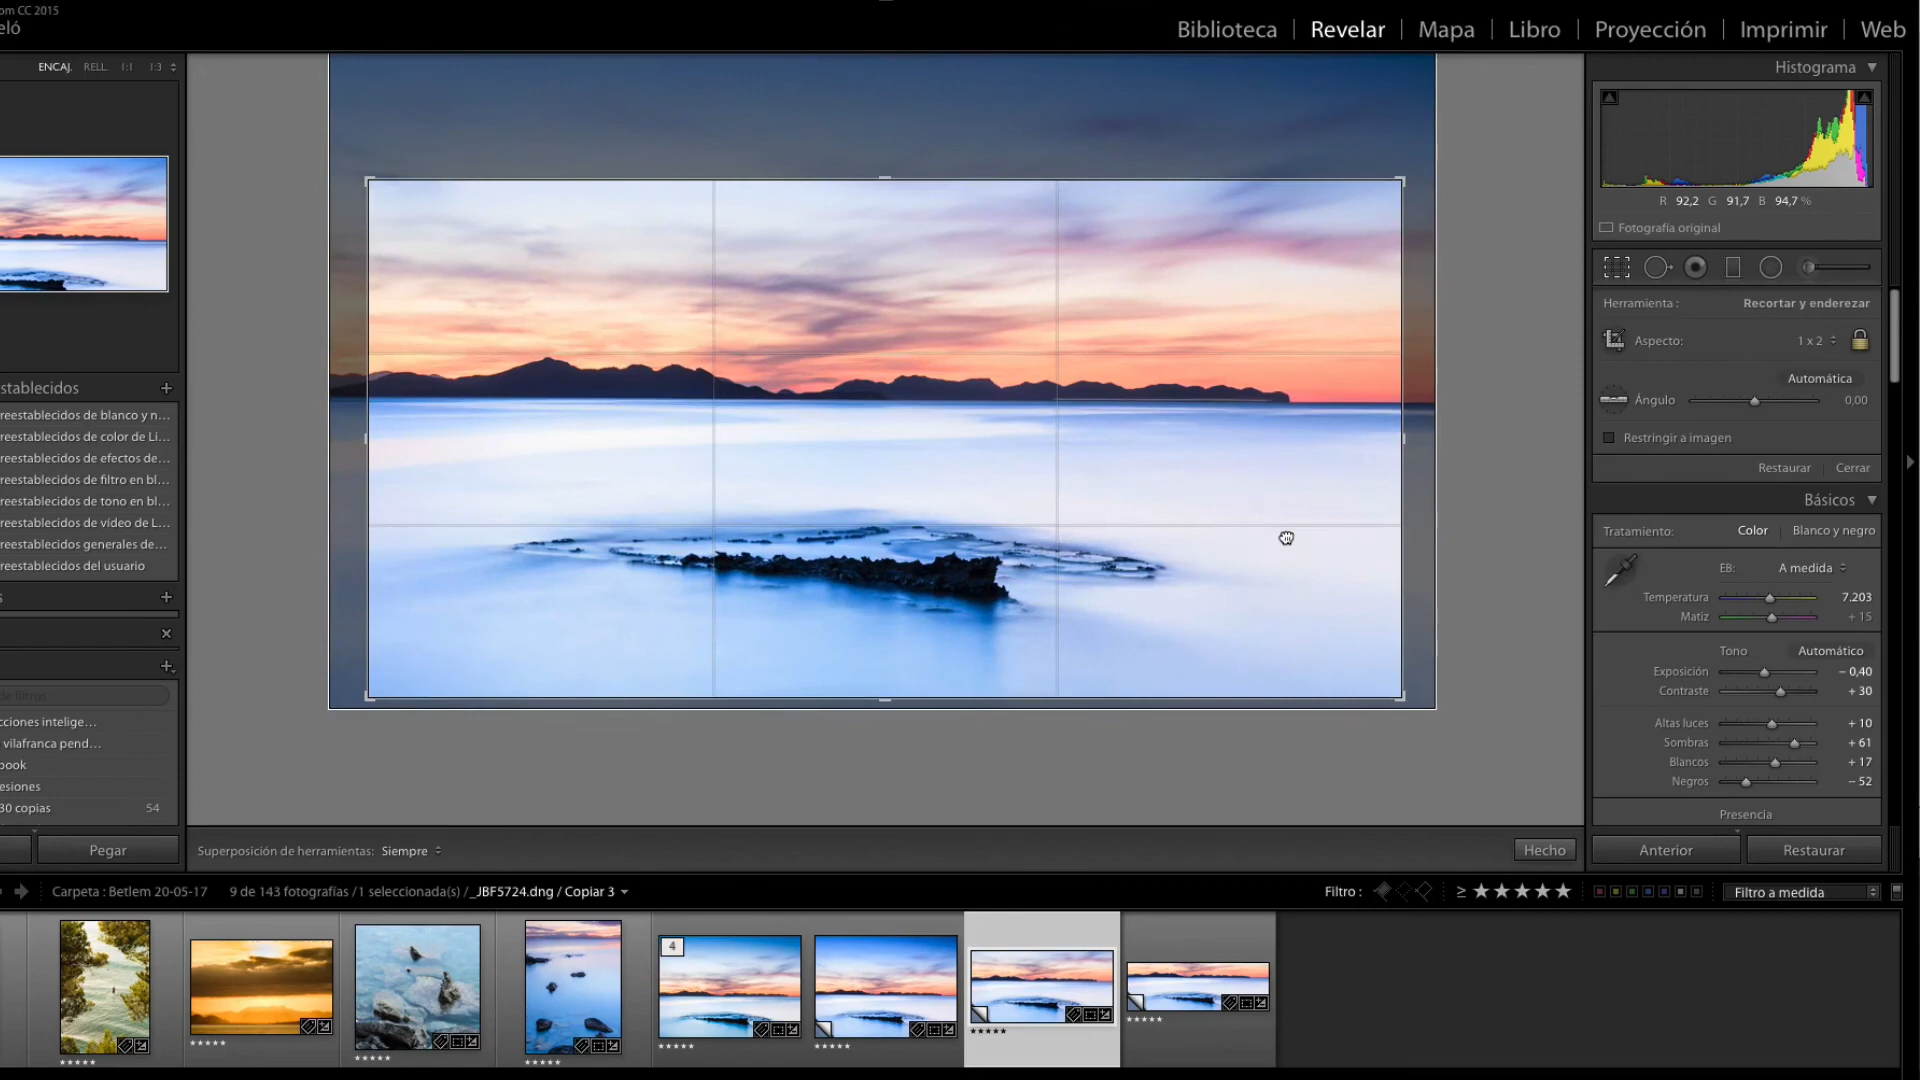 om CC 2015
eló
Biblioteca | Revelar | Mapa | Libro | Proyección | Imprimir | Web
ENCAJ. RELL. 1:1 1:3
Histograma
R 92,2 G 91,7 B 94,7 %
Fotografía original
Herramienta : Recortar y enderezar
Aspecto: 1 x 2
Automática
Ángulo 0,00
Restringir a imagen
Restaurar Cerrar
Básicos
Tratamiento: Color Blanco y negro
EB: A medida
Temperatura 7.203
Matiz + 15
Tono Automático
Exposición − 0,40
Contraste + 30
Altas luces + 10
Sombras + 61
Blancos + 17
Negros − 52
Presencia
Anterior Restaurar
stablecidos +
reestablecidos de blanco y n...
reestablecidos de color de Li...
reestablecidos de efectos de...
reestablecidos de filtro en bl...
reestablecidos de tono en bl...
reestablecidos de vídeo de L...
reestablecidos generales de...
reestablecidos del usuario
s +
de filtros
cciones intelige...
vilafranca pend...
book
esiones
30 copias 54
Pegar
Superposición de herramientas: Siempre
Hecho
Carpeta : Betlem 20-05-17 9 de 143 fotografías /1 seleccionada(s) /_JBF5724.dng / Copiar 3
Filtro : ≥ ★★★★★ Filtro a medida
4